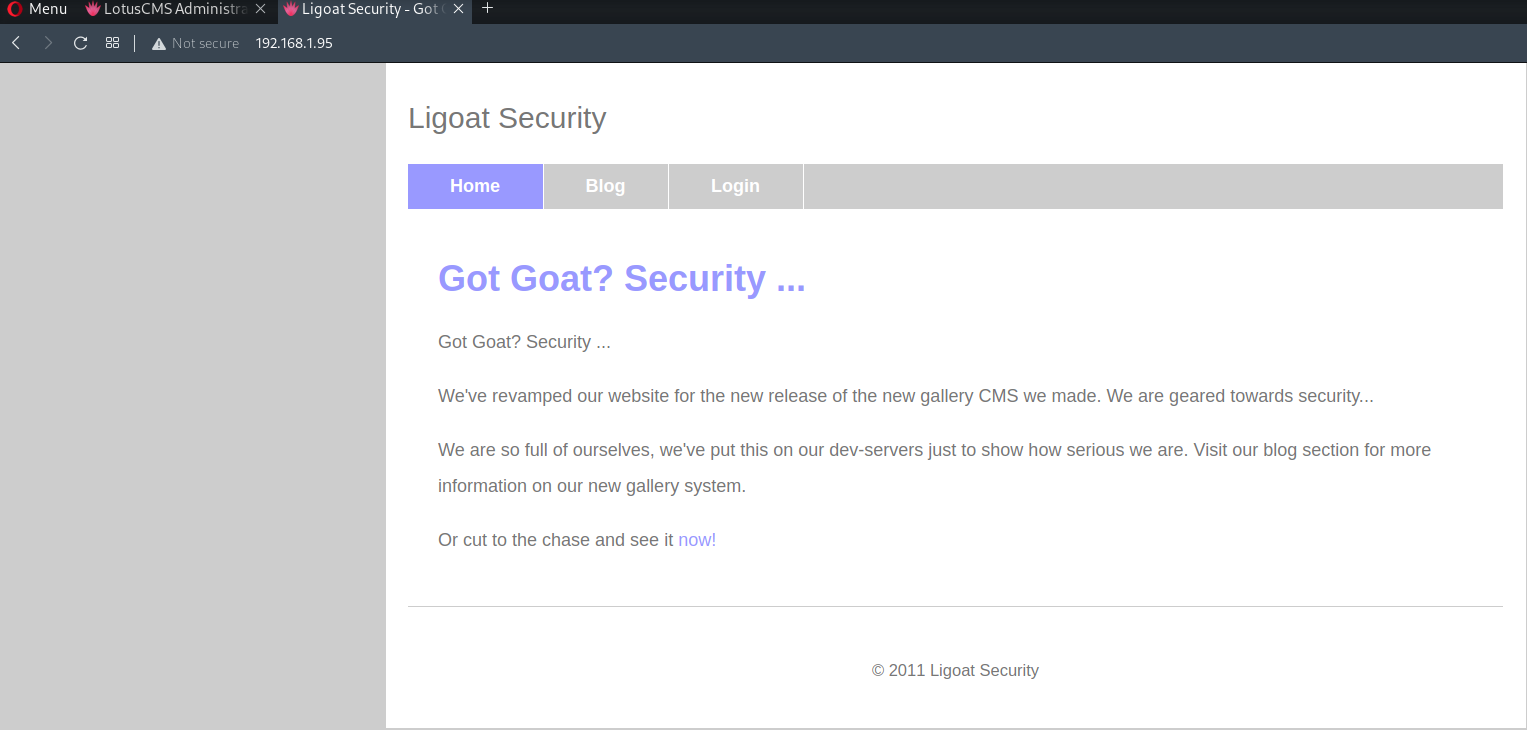 Menu
LotusCMS Administra
Ligoat Security - Got
Not secure
192.168.1.95
Ligoat Security
Home
Blog
Login
Got Goat? Security ...
Got Goat? Security ...
We've revamped our website for the new release of the new gallery CMS we made. We are geared towards security...
We are so full of ourselves, we've put this on our dev-servers just to show how serious we are. Visit our blog section for more
information on our new gallery system.
Or cut to the chase and see it now!
© 2011 Ligoat Security